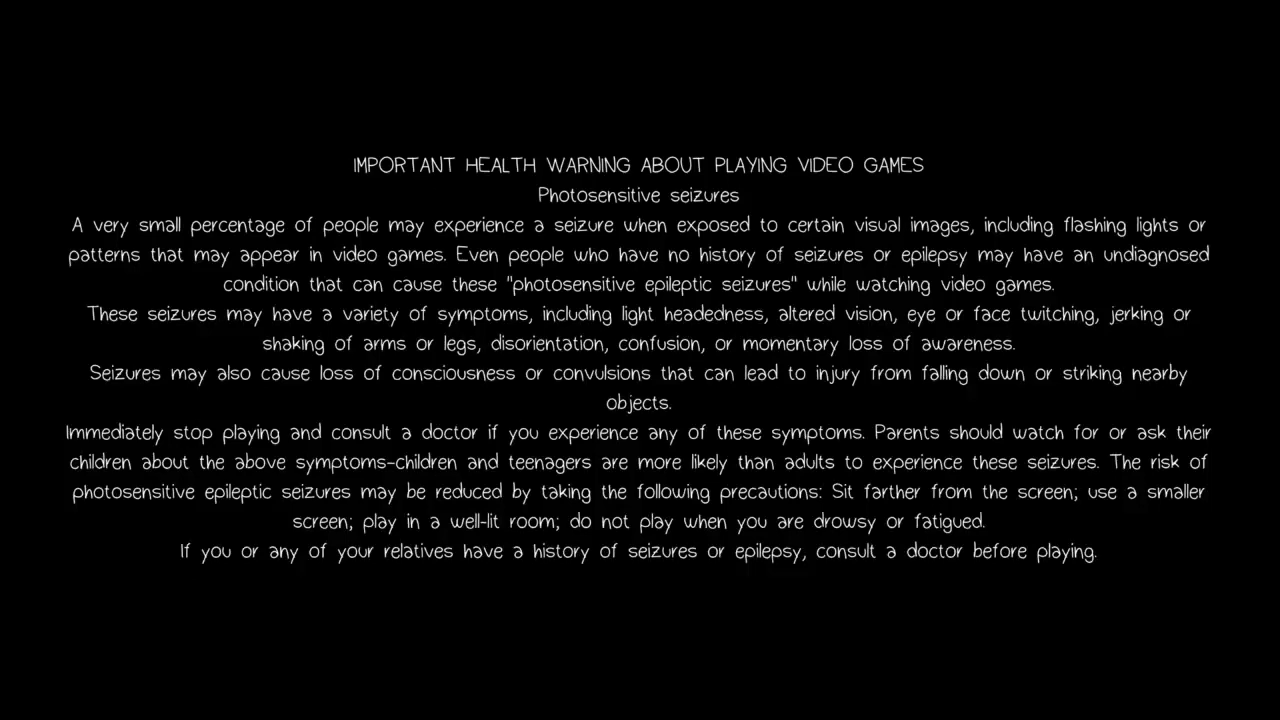 IMPORTANT HEALTH WARNING ABOUT PLAYING VIDEO GAMES
Photosensitive seizures
A very small percentage of people may experience a seizure when exposed to certain visual images, including flashing lights or
patterns that may appear in video games. Even people who have no history of seizures or epilepsy may have an undiagnosed
condition that can cause these "photosensitive epileptic seizures" while watching video games.
These seizures may have a variety of symptoms, including light headedness, altered vision, eye or face twitching, jerking or
shaking of arms or legs, disorientation, confusion, or momentary loss of awareness.
Seizures may also cause loss of consciousness or convulsions that can lead to injury from falling down or striking nearby
objects.
Immediately stop playing and consult a doctor if you experience any of these symptoms. Parents should watch for or ask their
children about the above symptoms-children and teenagers are more likely than adults to experience these seizures. The risk of
photosensitive epileptic seizures may be reduced by taking the following precautions: Sit farther from the screen; use a smaller
screen; play in a well-lit room; do not play when you are drowsy or fatigued.
If you or any of your relatives have a history of seizures or epilepsy, consult a doctor before playing.